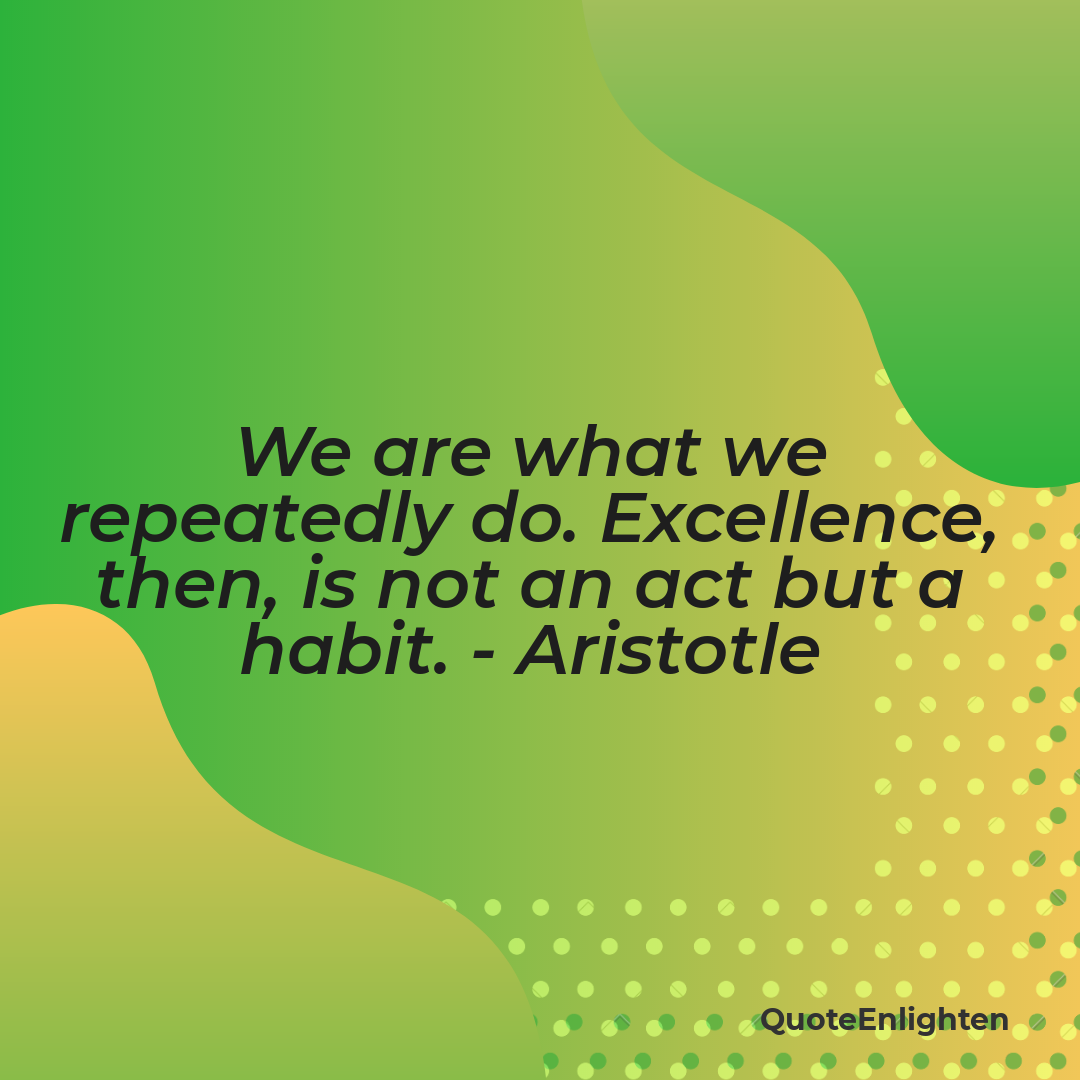 We are what we
repeatedly do. Excellence,
then, is not an act but a
habit. - Aristotle
QuoteEnlighten